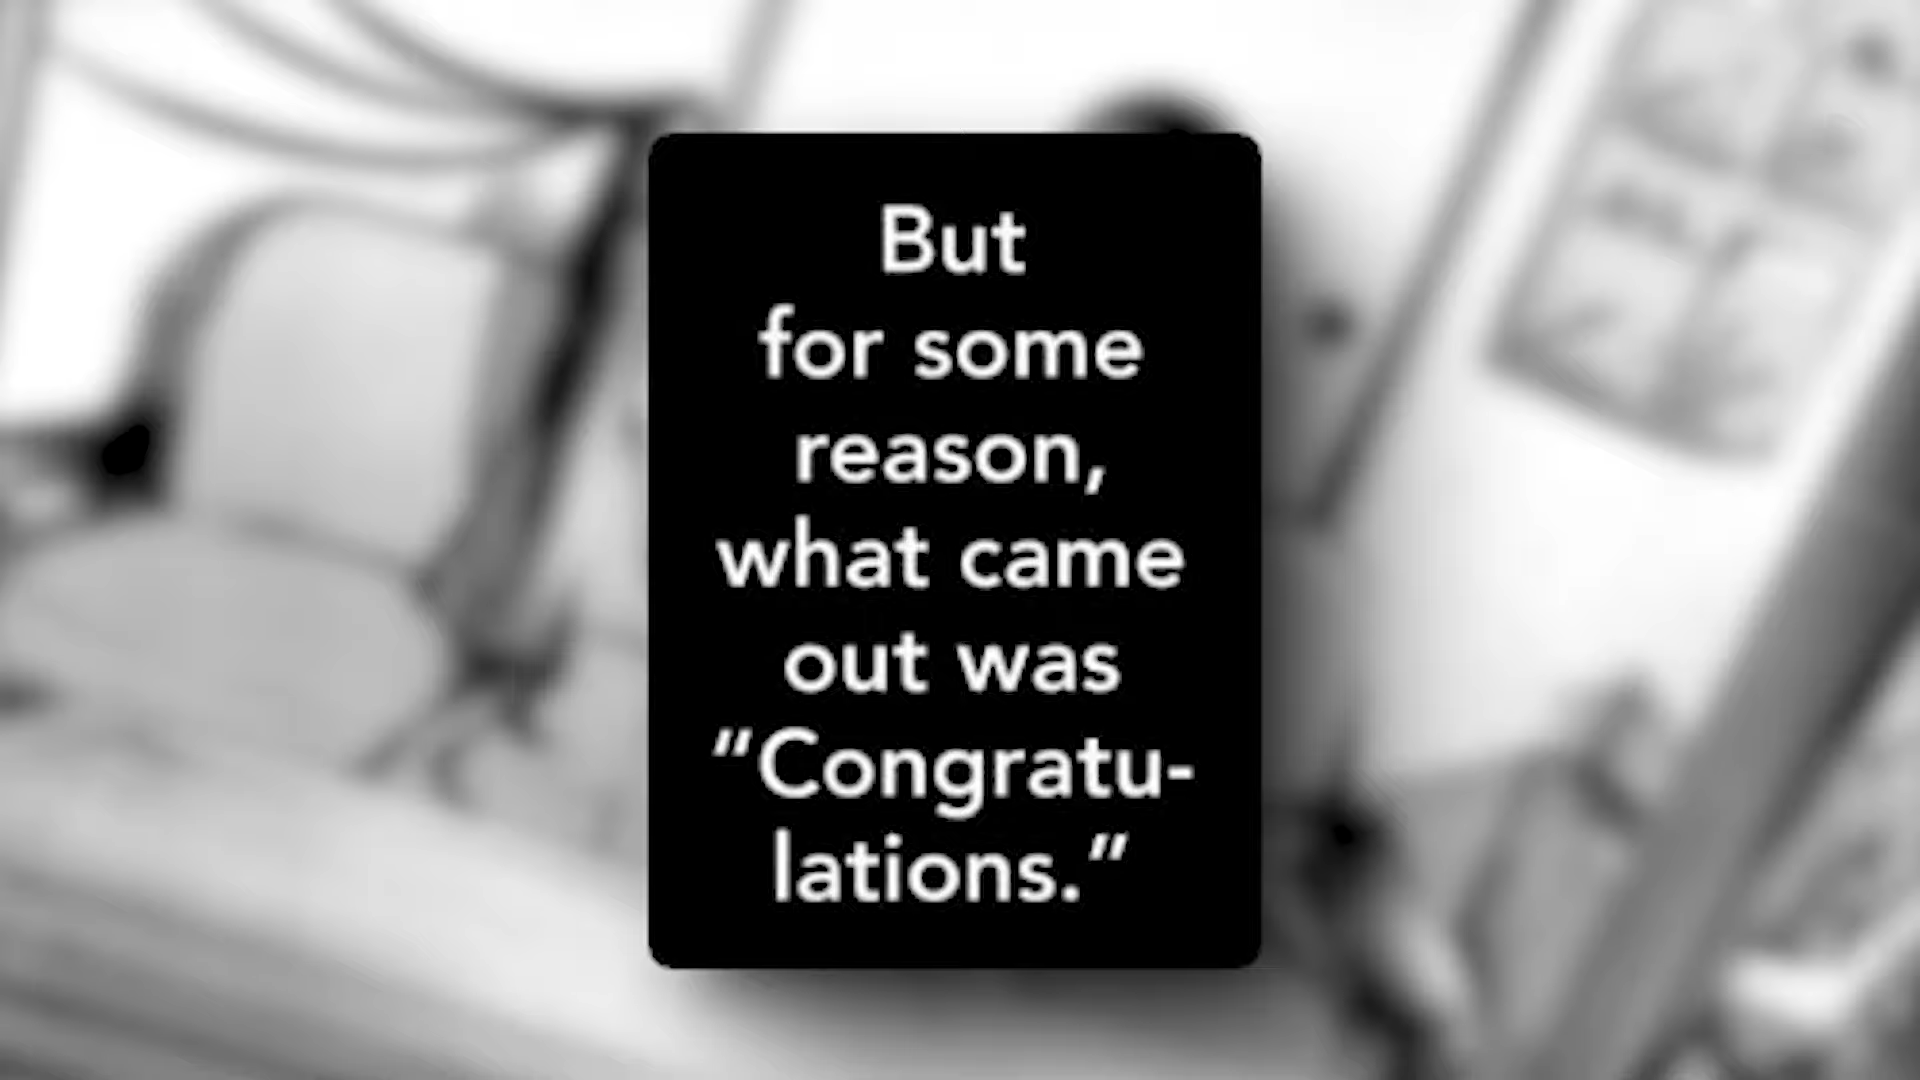 But
for some
reason,
what came
out was
“Congratu-
lations.”